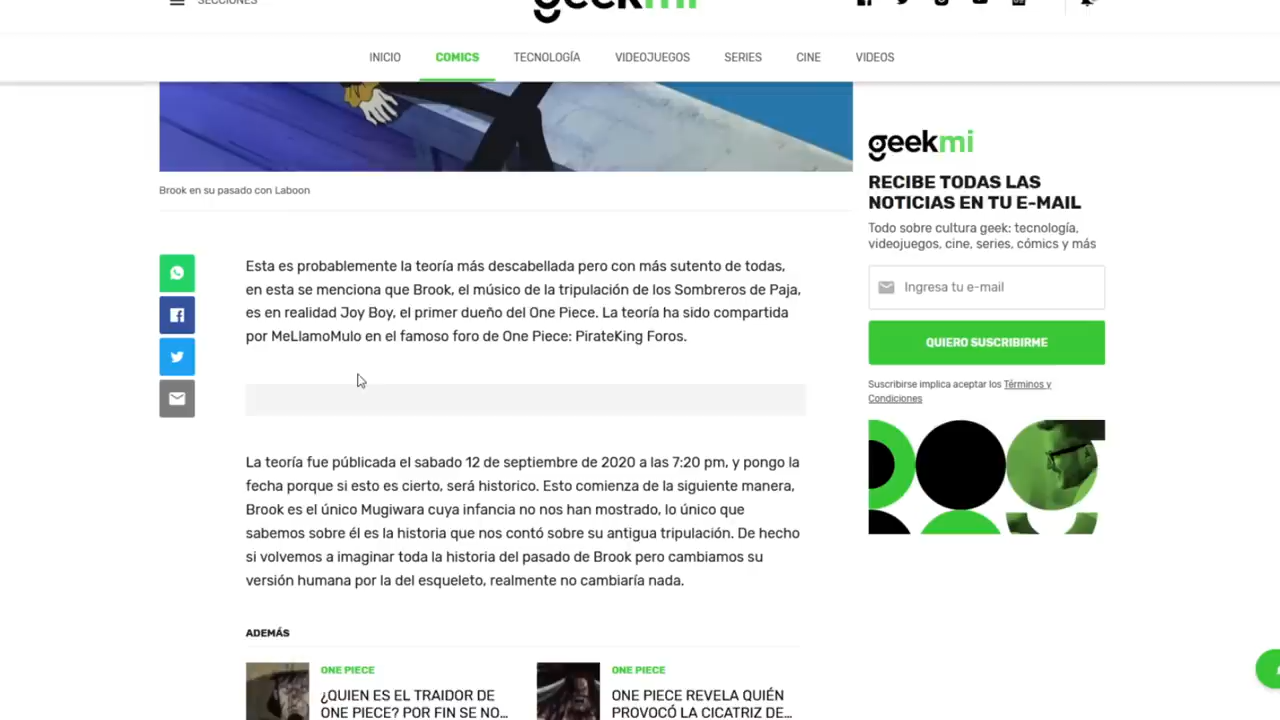 SECCIONES
geekmi
INICIO
COMICS
TECNOLOGÍA
VIDEOJUEGOS
SERIES
CINE
VIDEOS
Brook en su pasado con Laboon
Esta es probablemente la teoría más descabellada pero con más sutento de todas,
en esta se menciona que Brook, el músico de la tripulación de los Sombreros de Paja,
es en realidad Joy Boy, el primer dueño del One Piece. La teoría ha sido compartida
por MeLlamoMulo en el famoso foro de One Piece: PirateKing Foros.
La teoría fue públicada el sabado 12 de septiembre de 2020 a las 7:20 pm, y pongo la
fecha porque si esto es cierto, será historico. Esto comienza de la siguiente manera,
Brook es el único Mugiwara cuya infancia no nos han mostrado, lo único que
sabemos sobre él es la historia que nos contó sobre su antigua tripulación. De hecho
si volvemos a imaginar toda la historia del pasado de Brook pero cambiamos su
versión humana por la del esqueleto, realmente no cambiaría nada.
ADEMÁS
ONE PIECE
¿QUIEN ES EL TRAIDOR DE
ONE PIECE? POR FIN SE NO...
ONE PIECE
ONE PIECE REVELA QUIÉN
PROVOCÓ LA CICATRIZ DE...
geekmi
RECIBE TODAS LAS
NOTICIAS EN TU E-MAIL
Todo sobre cultura geek: tecnología,
videojuegos, cine, series, cómics y más
Ingresa tu e-mail
QUIERO SUSCRIBIRME
Suscribirse implica aceptar los Términos y
Condiciones